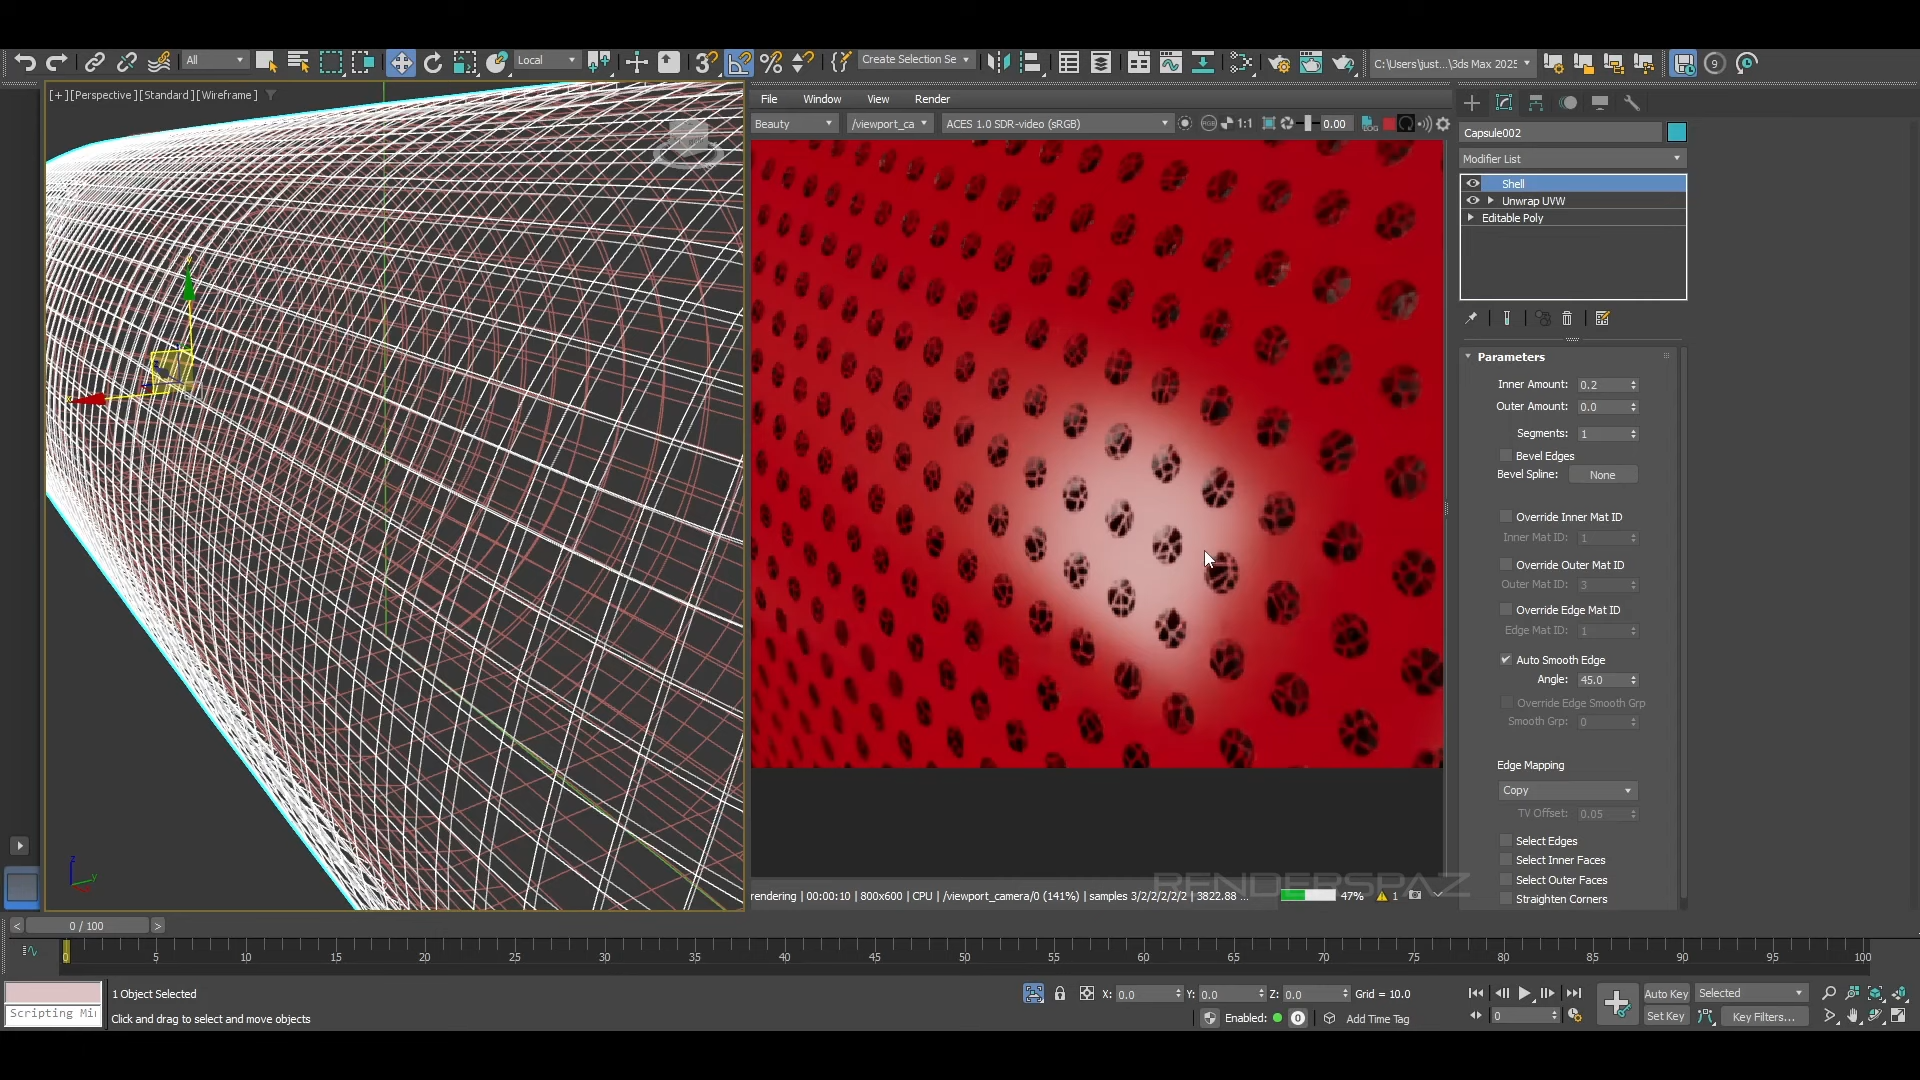 All
Local
Create Selection Se
C:\Users\just...\3ds Max 2025
9
[+][Perspective][Standard][Wireframe]
File Window View Render
Beauty
/viewport_ca
ACES 1.0 SDR-video (sRGB)
1:1
0.00
Capsule002
Modifier List
Shell
Unwrap UVW
Editable Poly
Parameters
Inner Amount: 0.2
Outer Amount: 0.0
Segments: 1
Bevel Edges
Bevel Spline: None
Override Inner Mat ID
Inner Mat ID: 1
Override Outer Mat ID
Outer Mat ID: 3
Override Edge Mat ID
Edge Mat ID: 1
Auto Smooth Edge
Angle: 45.0
Override Edge Smooth Grp
Smooth Grp: 0
Edge Mapping
Copy
TV Offset: 0.05
Select Edges
Select Inner Faces
Select Outer Faces
Straighten Corners
z
y
RENDERSPAZ
rendering | 00:00:10 | 800x600 | CPU | /viewport_camera/0 (141%) | samples 3/2/2/2/2/2 | 3822.88 ...
47%
1
< 0 / 100 >
0 5 10 15 20 25 30 35 40 45 50 55 60 65 70 75 80 85 90 95 100
1 Object Selected
X: 0.0 Y: 0.0 Z: 0.0 Grid = 10.0
Auto Key
Selected
Scripting Mi
Click and drag to select and move objects
Enabled: 0
Add Time Tag
0
Set Key
Key Filters...